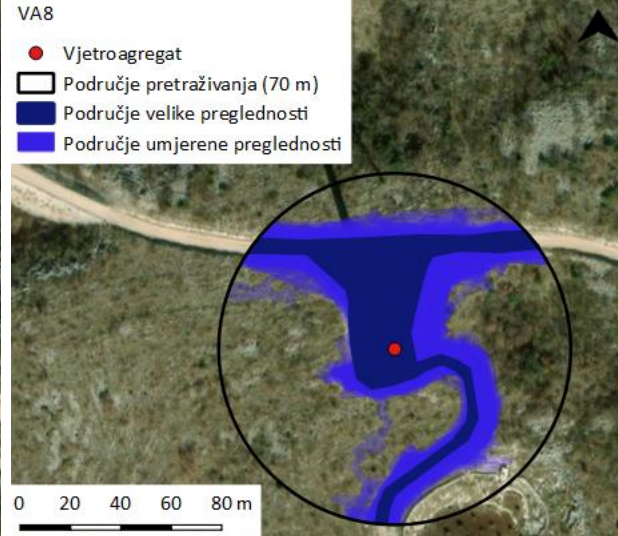 VA8
Vjetroagregat
Područje pretraživanja (70 m)
Područje velike preglednosti
Područje umjerene preglednosti
0 20 40 60 80 m